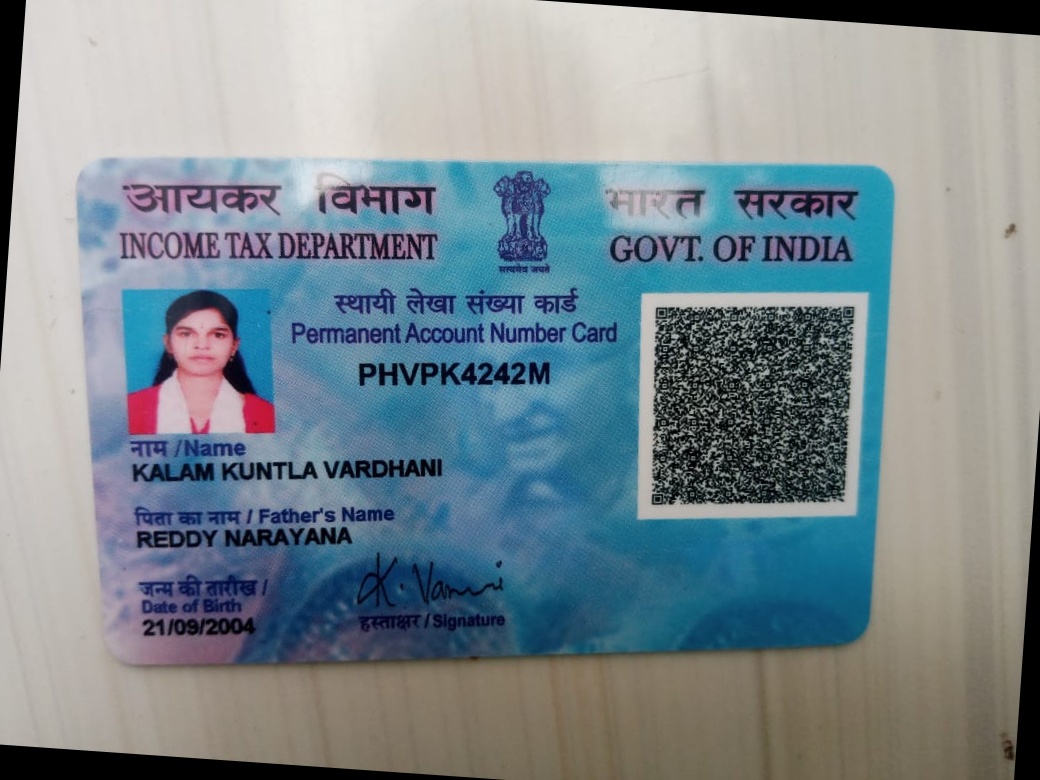 आयकर विभाग
INCOME TAX DEPARTMENT
सत्यमेव जयते
भारत सरकार
GOVT. OF INDIA
स्थायी लेखा संख्या कार्ड
Permanent Account Number Card
PHVPK4242M
नाम /Name
KALAM KUNTLA VARDHANI
पिता का नाम / Father's Name
REDDY NARAYANA
जन्म की तारीख /
Date of Birth
21/09/2004
K.
हस्ताक्षर / Signature